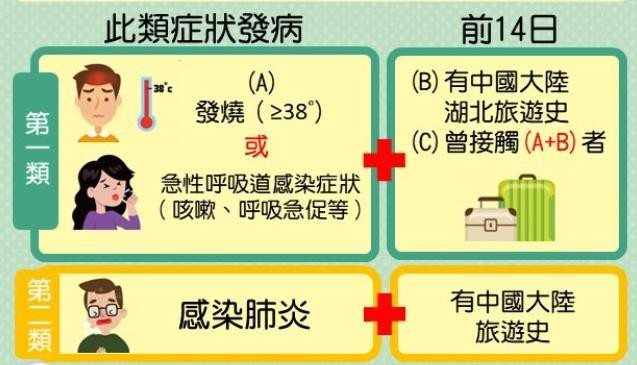 此類症狀發病
前14日
第一類
38°c
(A)
發燒（≥38°）
或
急性呼吸道感染症狀
（咳嗽、呼吸急促等）
(B) 有中國大陸
湖北旅遊史
(C) 曾接觸(A+B)者
第二類
感染肺炎
有中國大陸
旅遊史